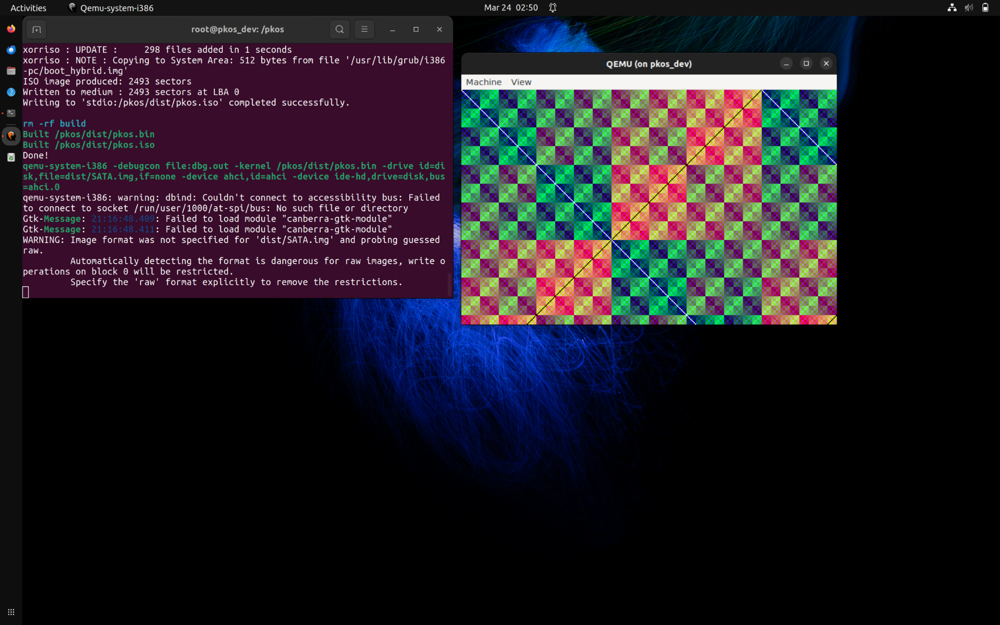 Activities
Qemu-system-i386
Mar 24 02:50
root@pkos_dev: /pkos
xorriso : UPDATE :     298 files added in 1 seconds
xorriso : NOTE : Copying to System Area: 512 bytes from file '/usr/lib/grub/i386
-pc/boot_hybrid.img'
ISO image produced: 2493 sectors
Written to medium : 2493 sectors at LBA 0
Writing to 'stdio:/pkos/dist/pkos.iso' completed successfully.
rm -rf build
Built /pkos/dist/pkos.bin
Built /pkos/dist/pkos.iso
Done!
qemu-system-i386 -debugcon file:dbg.out -kernel /pkos/dist/pkos.bin -drive id=di
sk,file=dist/SATA.img,if=none -device ahci,id=ahci -device ide-hd,drive=disk,bus
=ahci.0
qemu-system-i386: warning: dbind: Couldn't connect to accessibility bus: Failed
to connect to socket /run/user/1000/at-spi/bus: No such file or directory
Gtk-Message: 21:16:48.409: Failed to load module "canberra-gtk-module"
Gtk-Message: 21:16:48.411: Failed to load module "canberra-gtk-module"
WARNING: Image format was not specified for 'dist/SATA.img' and probing guessed
raw.
         Automatically detecting the format is dangerous for raw images, write o
perations on block 0 will be restricted.
         Specify the 'raw' format explicitly to remove the restrictions.
QEMU (on pkos_dev)
Machine View